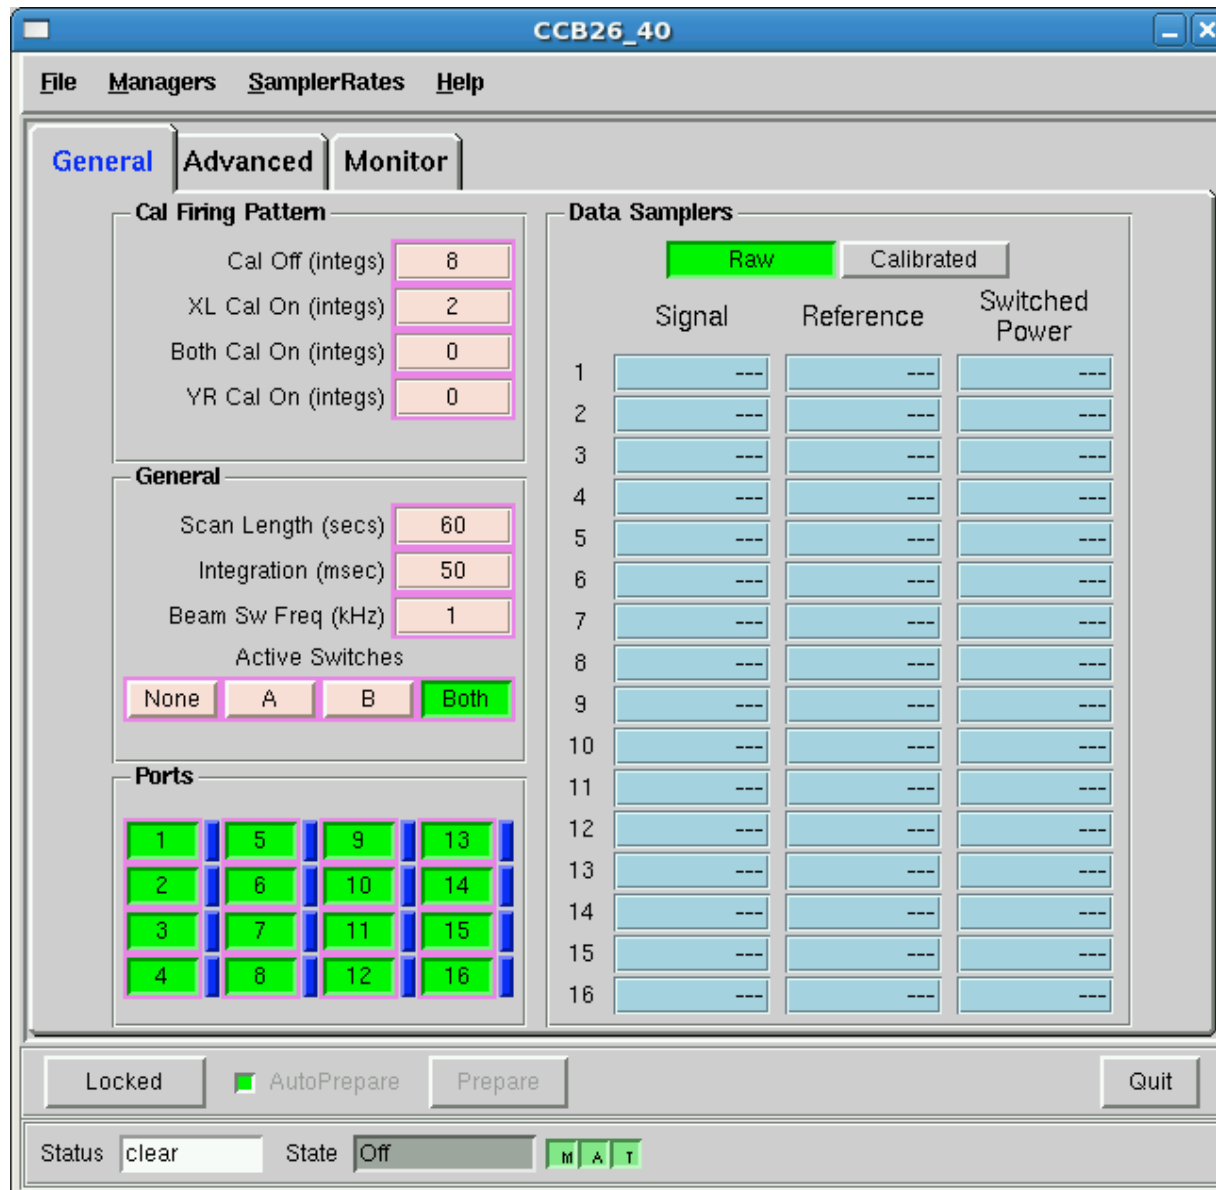 CCB26_40
File Managers SamplerRates Help
General Advanced Monitor
Cal Firing Pattern
Cal Off (integs) 8
XL Cal On (integs) 2
Both Cal On (integs) 0
YR Cal On (integs) 0
General
Scan Length (secs) 60
Integration (msec) 50
Beam Sw Freq (kHz) 1
Active Switches
None A B Both
Ports
1 5 9 13
2 6 10 14
3 7 11 15
4 8 12 16
Data Samplers
Raw Calibrated
Signal Reference Switched Power
1 --- --- ---
2 --- --- ---
3 --- --- ---
4 --- --- ---
5 --- --- ---
6 --- --- ---
7 --- --- ---
8 --- --- ---
9 --- --- ---
10 --- --- ---
11 --- --- ---
12 --- --- ---
13 --- --- ---
14 --- --- ---
15 --- --- ---
16 --- --- ---
Locked AutoPrepare Prepare Quit
Status clear State Off M A T